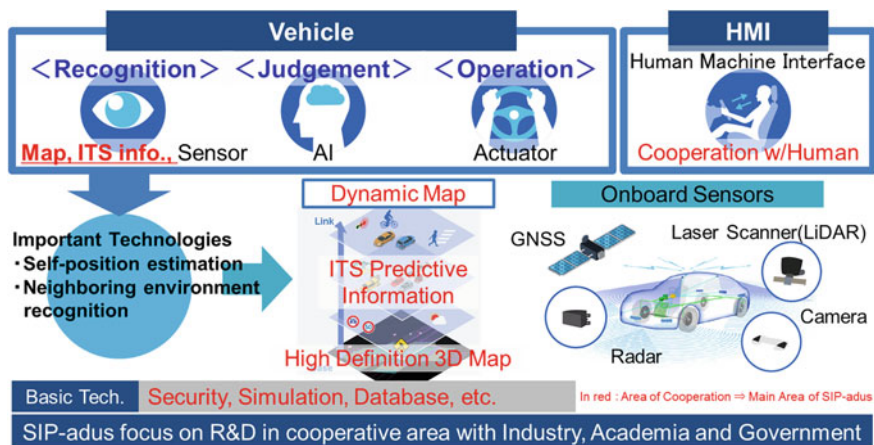 Vehicle
HMI
＜Recognition＞ ＜Judgement＞ ＜Operation＞
Human Machine Interface
Map, ITS info., Sensor
AI
Actuator
Cooperation w/Human
Dynamic Map
Onboard Sensors
Link
Important Technologies
・Self-position estimation
・Neighboring environment
recognition
ITS Predictive
Information
High Definition 3D Map
GNSS
Laser Scanner(LiDAR)
Camera
Radar
Basic Tech.
Security, Simulation, Database, etc.
In red : Area of Cooperation ⇒ Main Area of SIP-adus
SIP-adus focus on R&D in cooperative area with Industry, Academia and Government